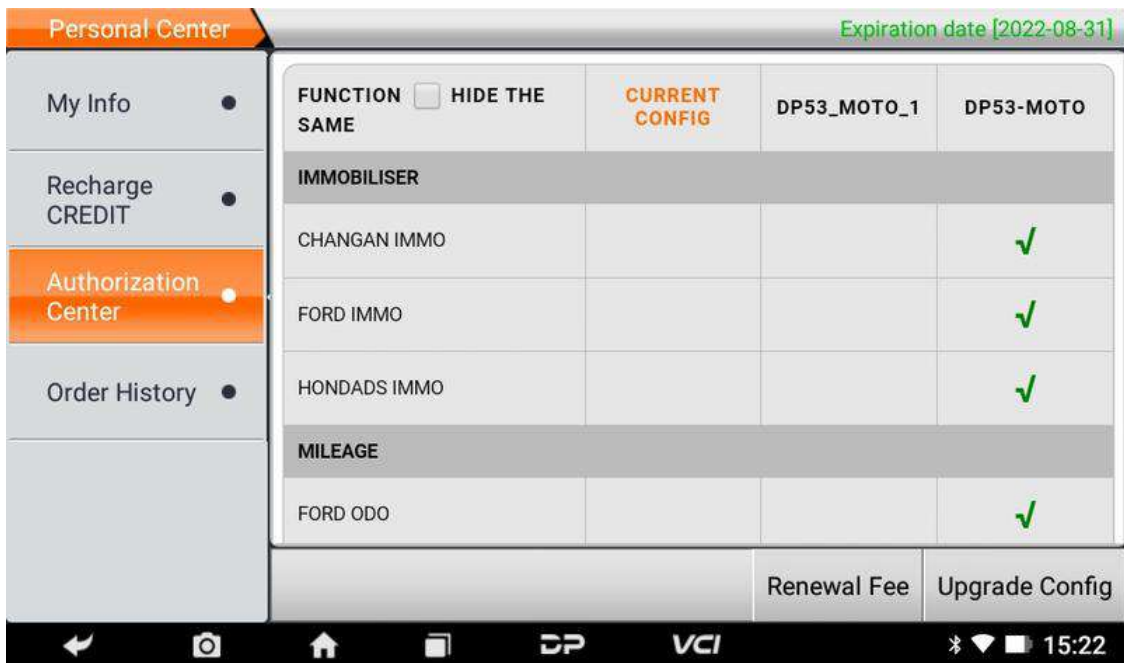 Personal Center
Expiration date [2022-08-31]
My Info
Recharge
CREDIT
Authorization
Center
Order History
FUNCTION HIDE THE
SAME
CURRENT
CONFIG
DP53_MOTO_1
DP53-MOTO
IMMOBILISER
CHANGAN IMMO √
FORD IMMO √
HONDADS IMMO √
MILEAGE
FORD ODO √
Renewal Fee
Upgrade Config
DP
VCI
15:22